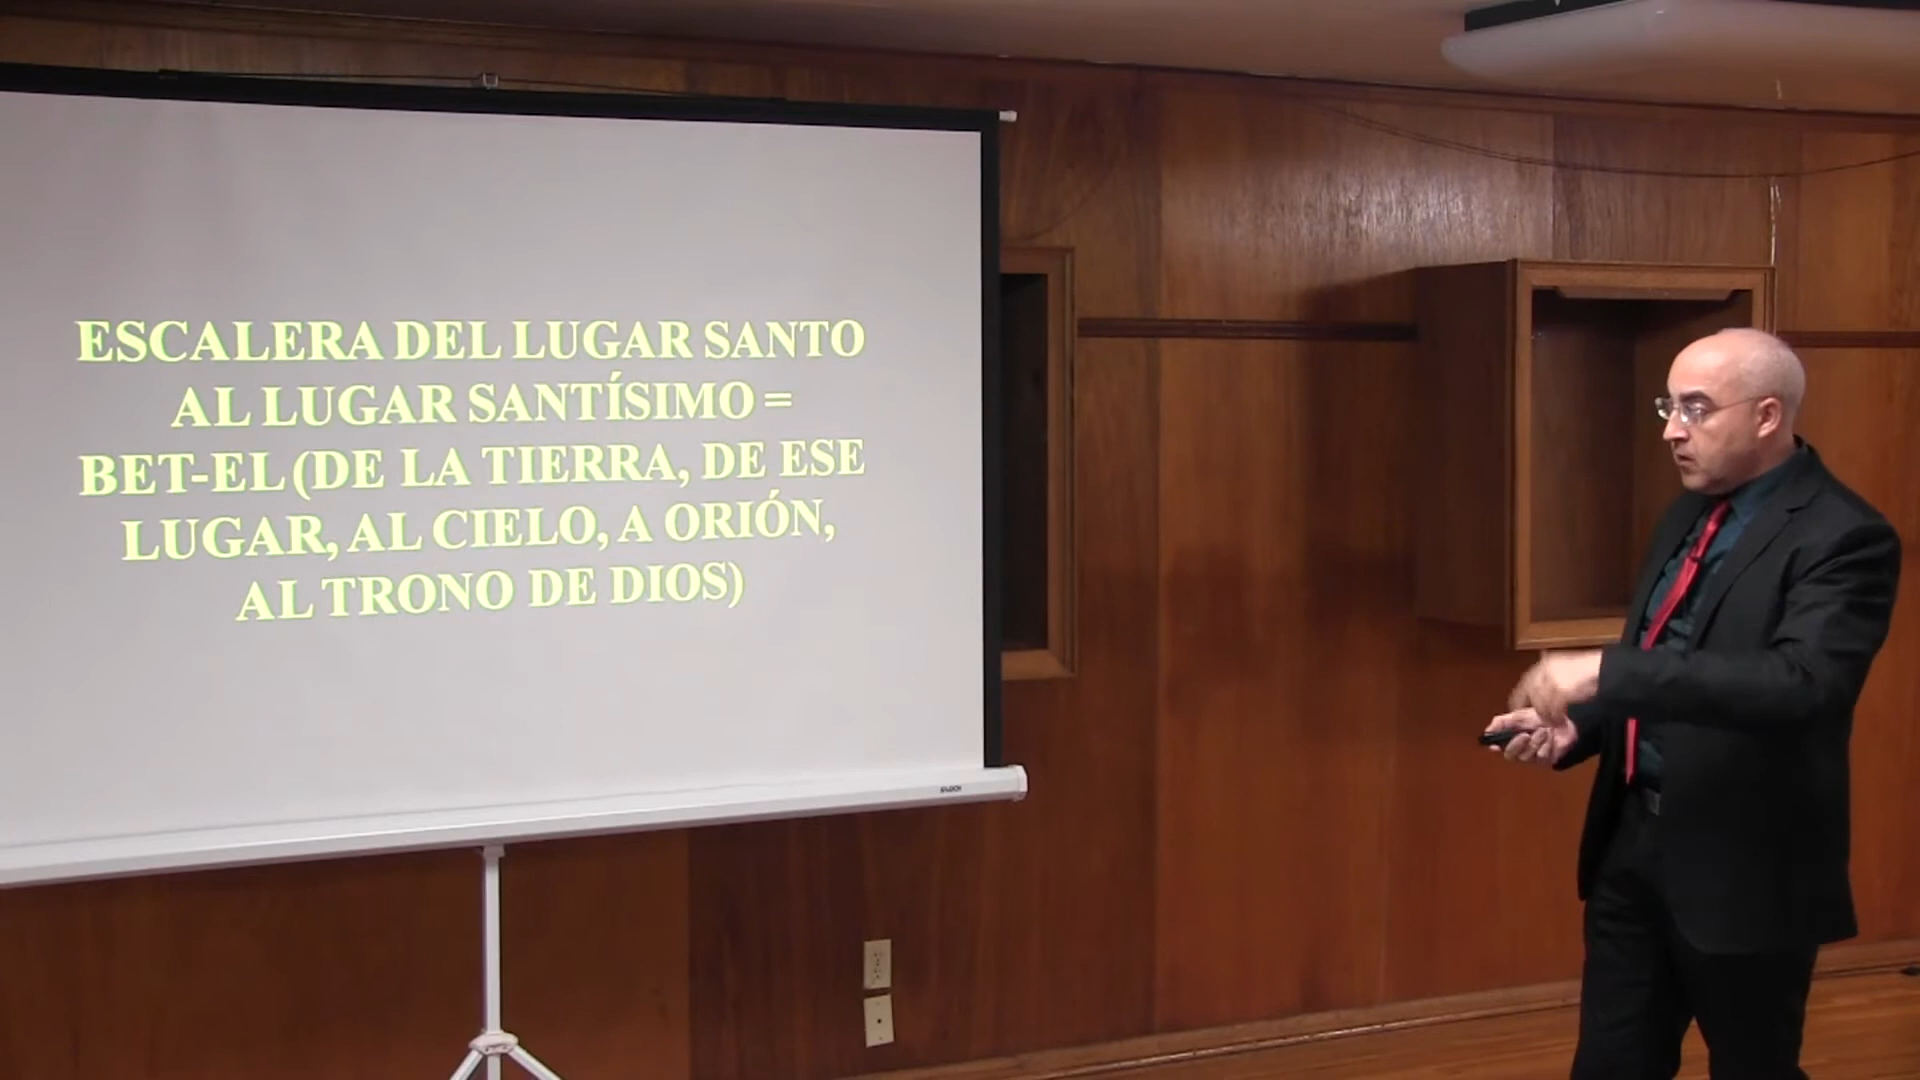 ESCALERA DEL LUGAR SANTO
AL LUGAR SANTÍSIMO =
BET-EL (DE LA TIERRA, DE ESE
LUGAR, AL CIELO, A ORIÓN,
AL TRONO DE DIOS)